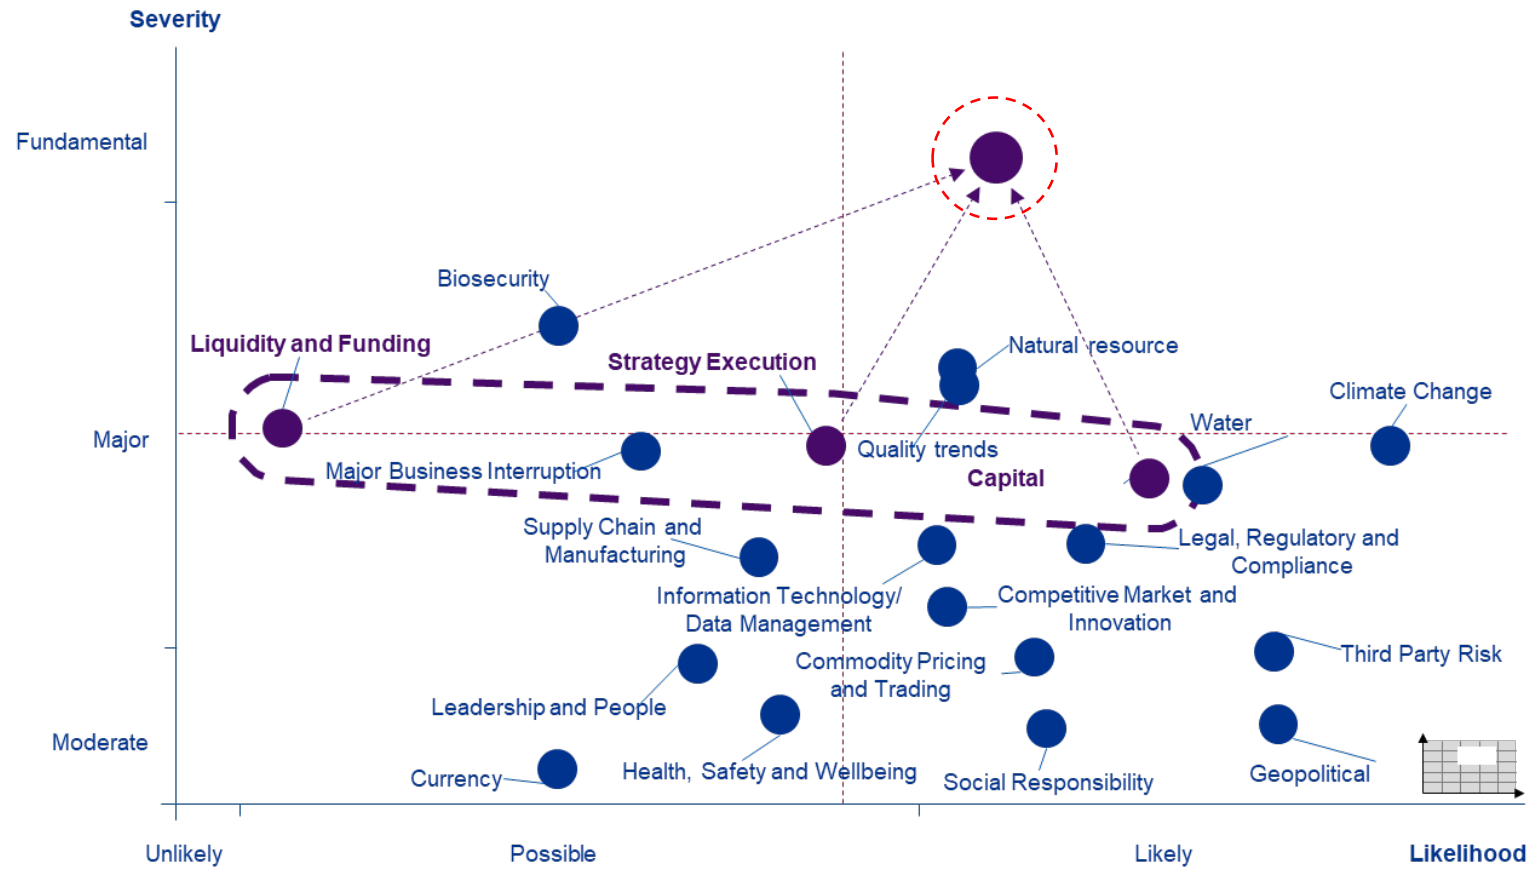 Severity
Fundamental
Biosecurity
Liquidity and Funding
Strategy Execution
Natural resource
Climate Change
Water
Major
Quality trends
Major Business Interruption
Capital
Supply Chain and
Manufacturing
Legal, Regulatory and
Compliance
Information Technology/
Data Management
Competitive Market and
Innovation
Commodity Pricing
and Trading
Third Party Risk
Leadership and People
Moderate
Currency
Health, Safety and Wellbeing
Social Responsibility
Geopolitical
Unlikely
Possible
Likely
Likelihood